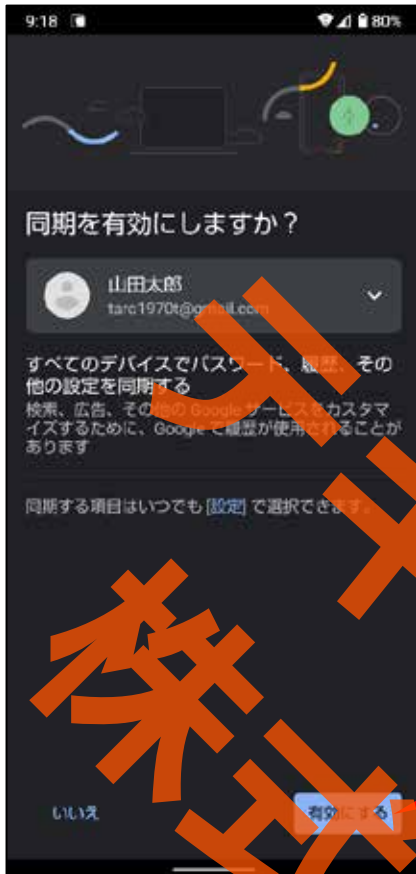 9:18
80%
同期を有効にしますか？
山田太郎
tarc1970t@gmail.com
すべてのデバイスでパスワード、履歴、その
他の設定を同期する
検索、広告、その他の Google サービスをカスタマ
イズするために、Google で履歴が使用されることが
あります
同期する項目はいつでも [設定] で選択できます。
いいえ
有効にする
株式